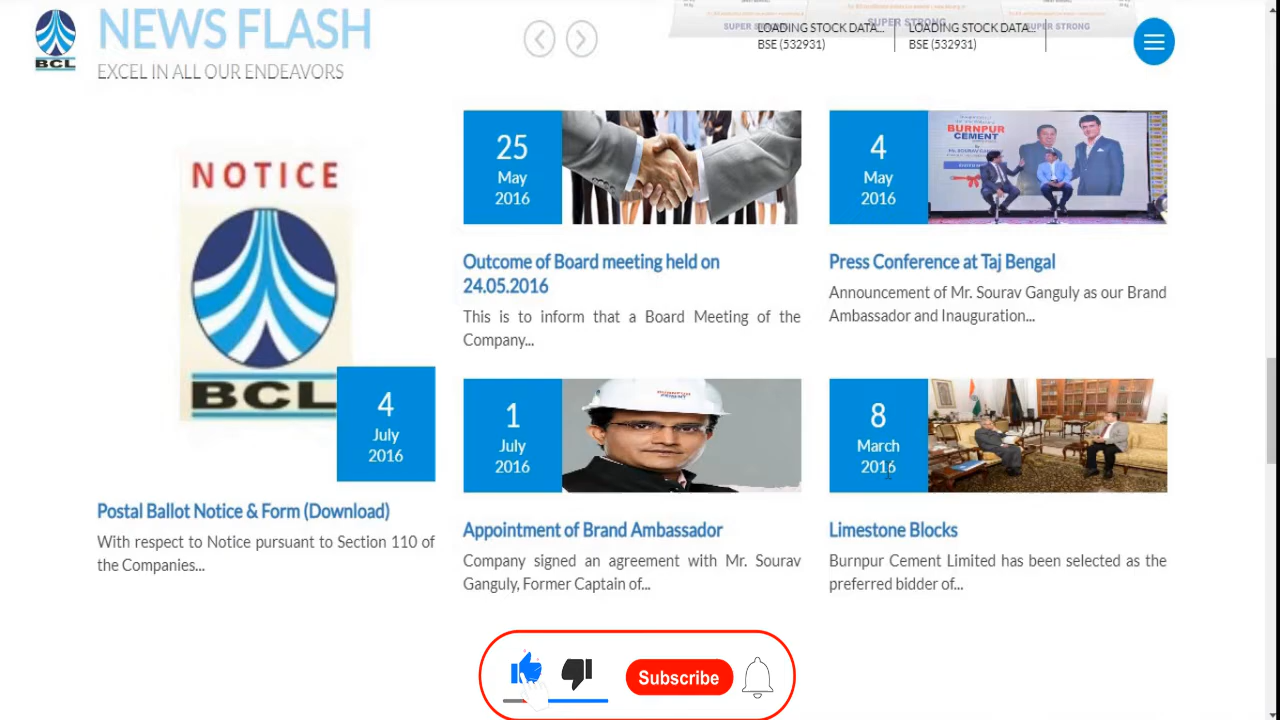 NEWS FLASH
EXCEL IN ALL OUR ENDEAVORS
BCL
SUPER STRONG
SUPER STRONG
LOADING STOCK DATA...
BSE (532931)
LOADING STOCK DATA...
BSE (532931)
NOTICE
BCL
4
July
2016
Postal Ballot Notice & Form (Download)
With respect to Notice pursuant to Section 110 of
the Companies...
25
May
2016
Outcome of Board meeting held on
24.05.2016
This is to inform that a Board Meeting of the
Company...
4
May
2016
BURNPUR
CEMENT
Press Conference at Taj Bengal
Announcement of Mr. Sourav Ganguly as our Brand
Ambassador and Inauguration...
1
July
2016
BURNPUR
CEMENT
Appointment of Brand Ambassador
Company signed an agreement with Mr. Sourav
Ganguly, Former Captain of...
8
March
2016
Limestone Blocks
Burnpur Cement Limited has been selected as the
preferred bidder of...
Subscribe